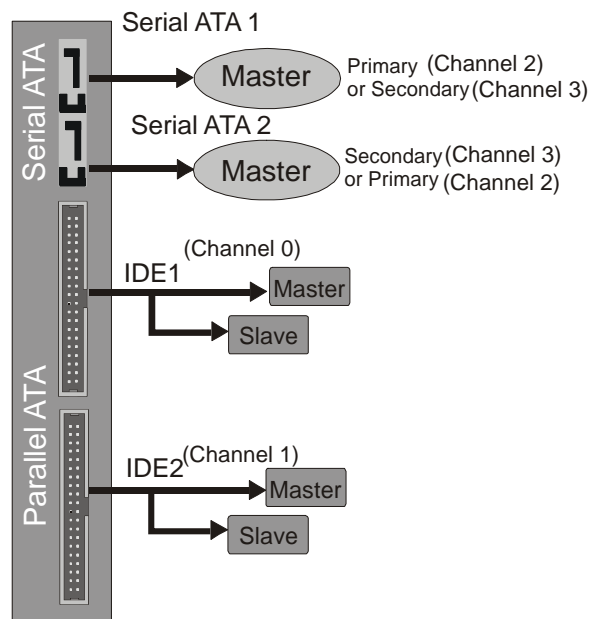 Serial ATA 1
Serial ATA
Master
Primary (Channel 2)
or Secondary (Channel 3)
Serial ATA 2
Master
Secondary (Channel 3)
or Primary (Channel 2)
(Channel 0)
IDE1
Master
Slave
Parallel ATA
(Channel 1)
IDE2
Master
Slave